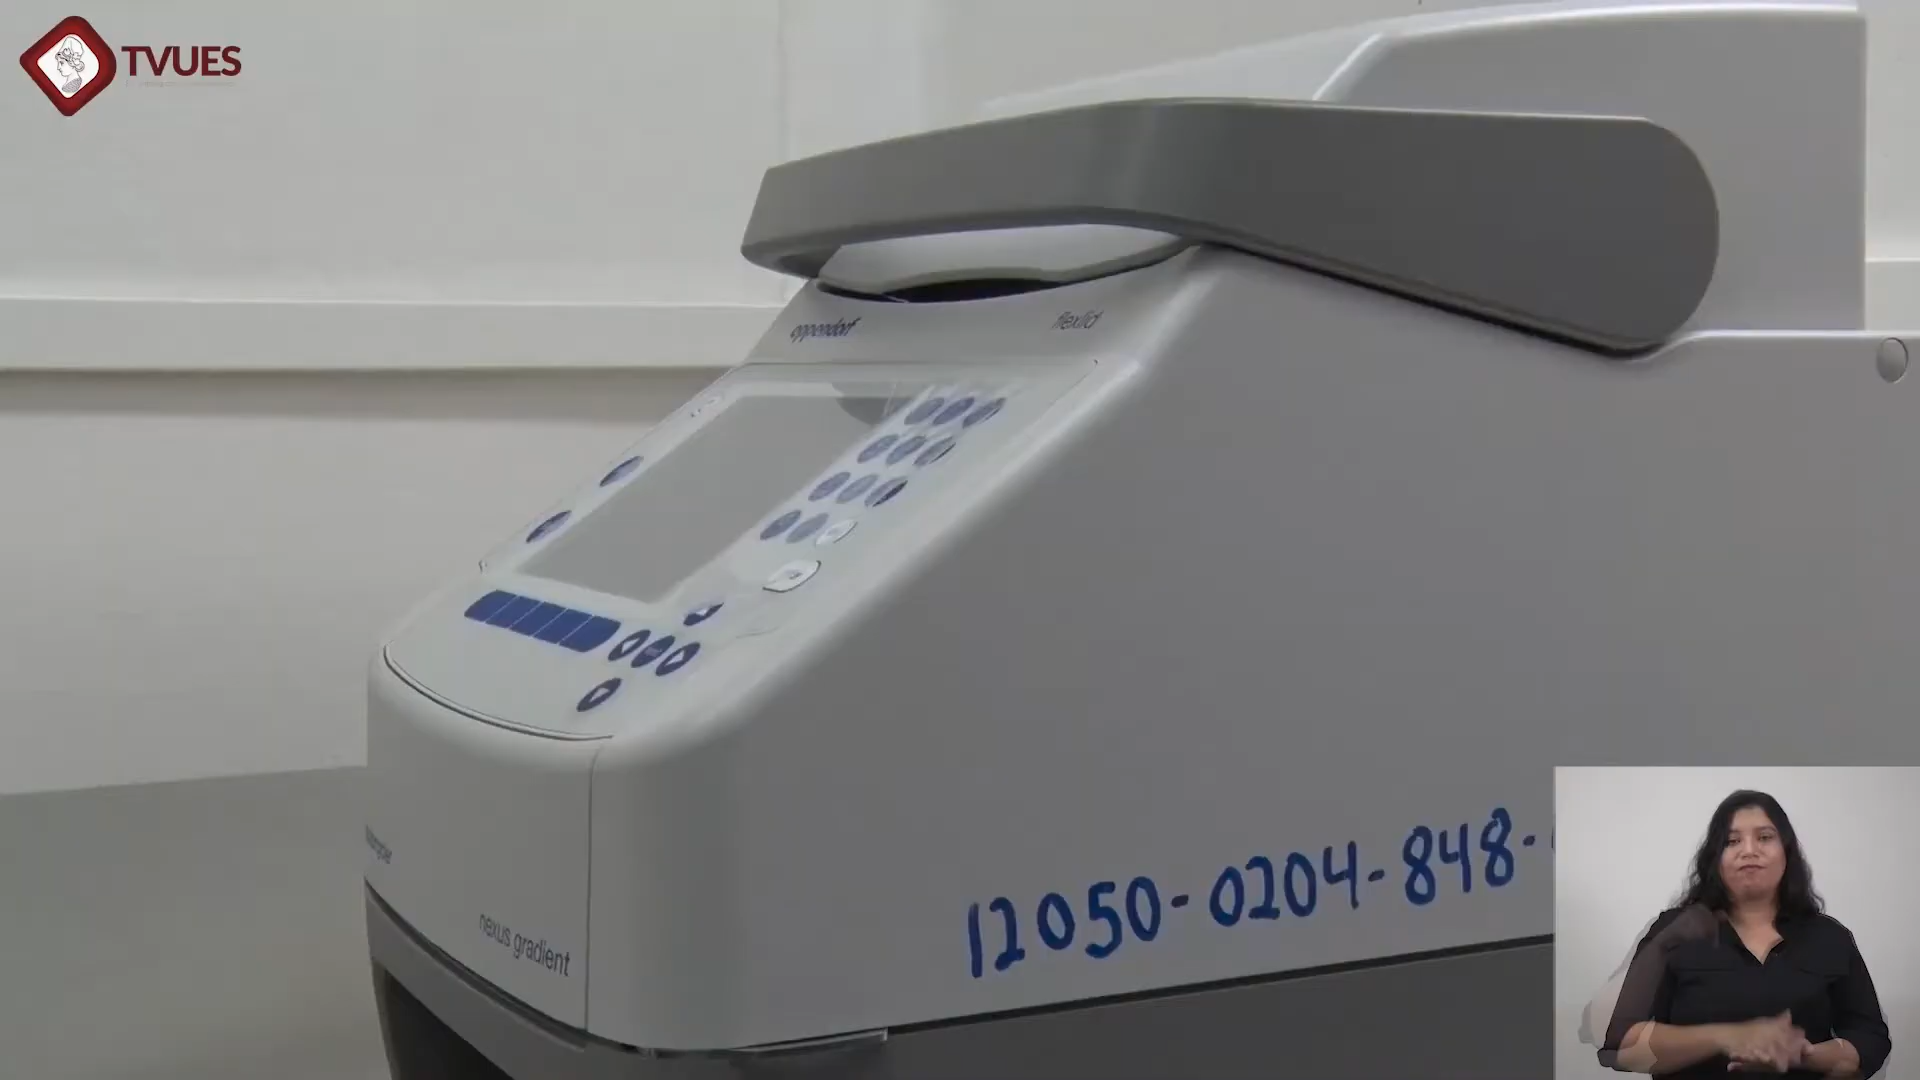 TVUES
eppendorf
flexlid
nexus gradient
12050-0204-848-